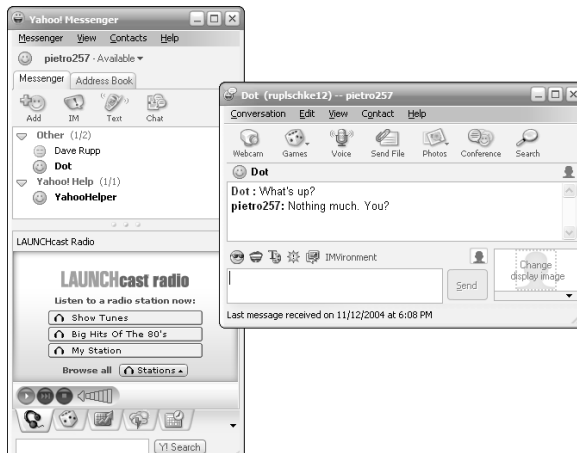 Yahoo! Messenger
Messenger View Contacts Help
pietro257 - Available
Messenger Address Book
Add IM Text Chat
Other (1/2)
Dave Rupp
Dot
Yahoo! Help (1/1)
YahooHelper
LAUNCHcast Radio
LAUNCHcast radio
Listen to a radio station now:
Show Tunes
Big Hits Of The 80's
My Station
Browse all Stations
Y! Search
Dot (ruplschke12) -- pietro257
Conversation Edit View Contact Help
Webcam Games Voice Send File Photos Conference Search
Dot
Dot : What's up?
pietro257: Nothing much. You?
IMVironment
Send
Change
display image
Last message received on 11/12/2004 at 6:08 PM